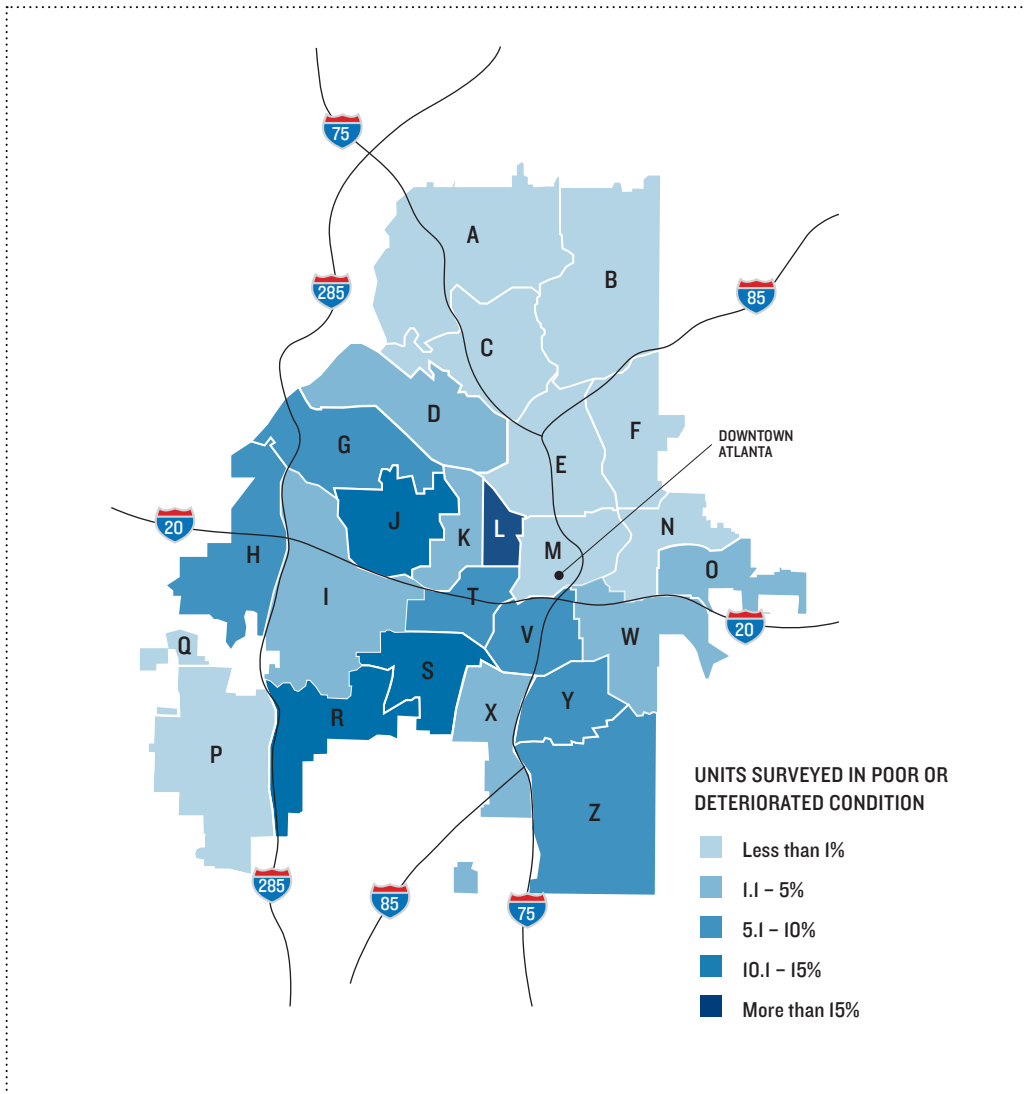 75
A
B
285
85
C
D
F
DOWNTOWN
ATLANTA
G
E
20
J
L
N
K
M
H
O
I
T
20
V
W
Q
S
Y
X
R
P
UNITS SURVEYED IN POOR OR
DETERIORATED CONDITION
Z
Less than 1%
1.1 – 5%
285
85
75
5.1 – 10%
10.1 – 15%
More than 15%